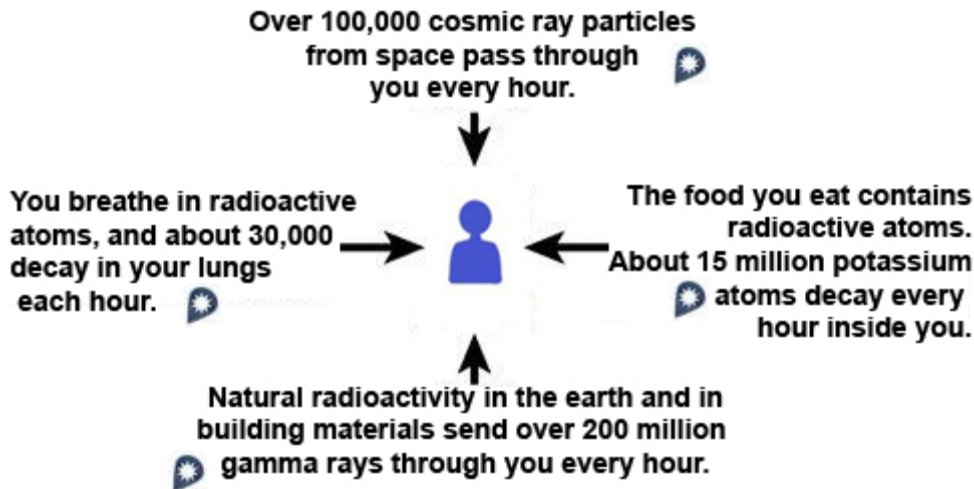 Over 100,000 cosmic ray particles
from space pass through
you every hour.
You breathe in radioactive
atoms, and about 30,000
decay in your lungs
each hour.
The food you eat contains
radioactive atoms.
About 15 million potassium
atoms decay every
hour inside you.
Natural radioactivity in the earth and in
building materials send over 200 million
gamma rays through you every hour.